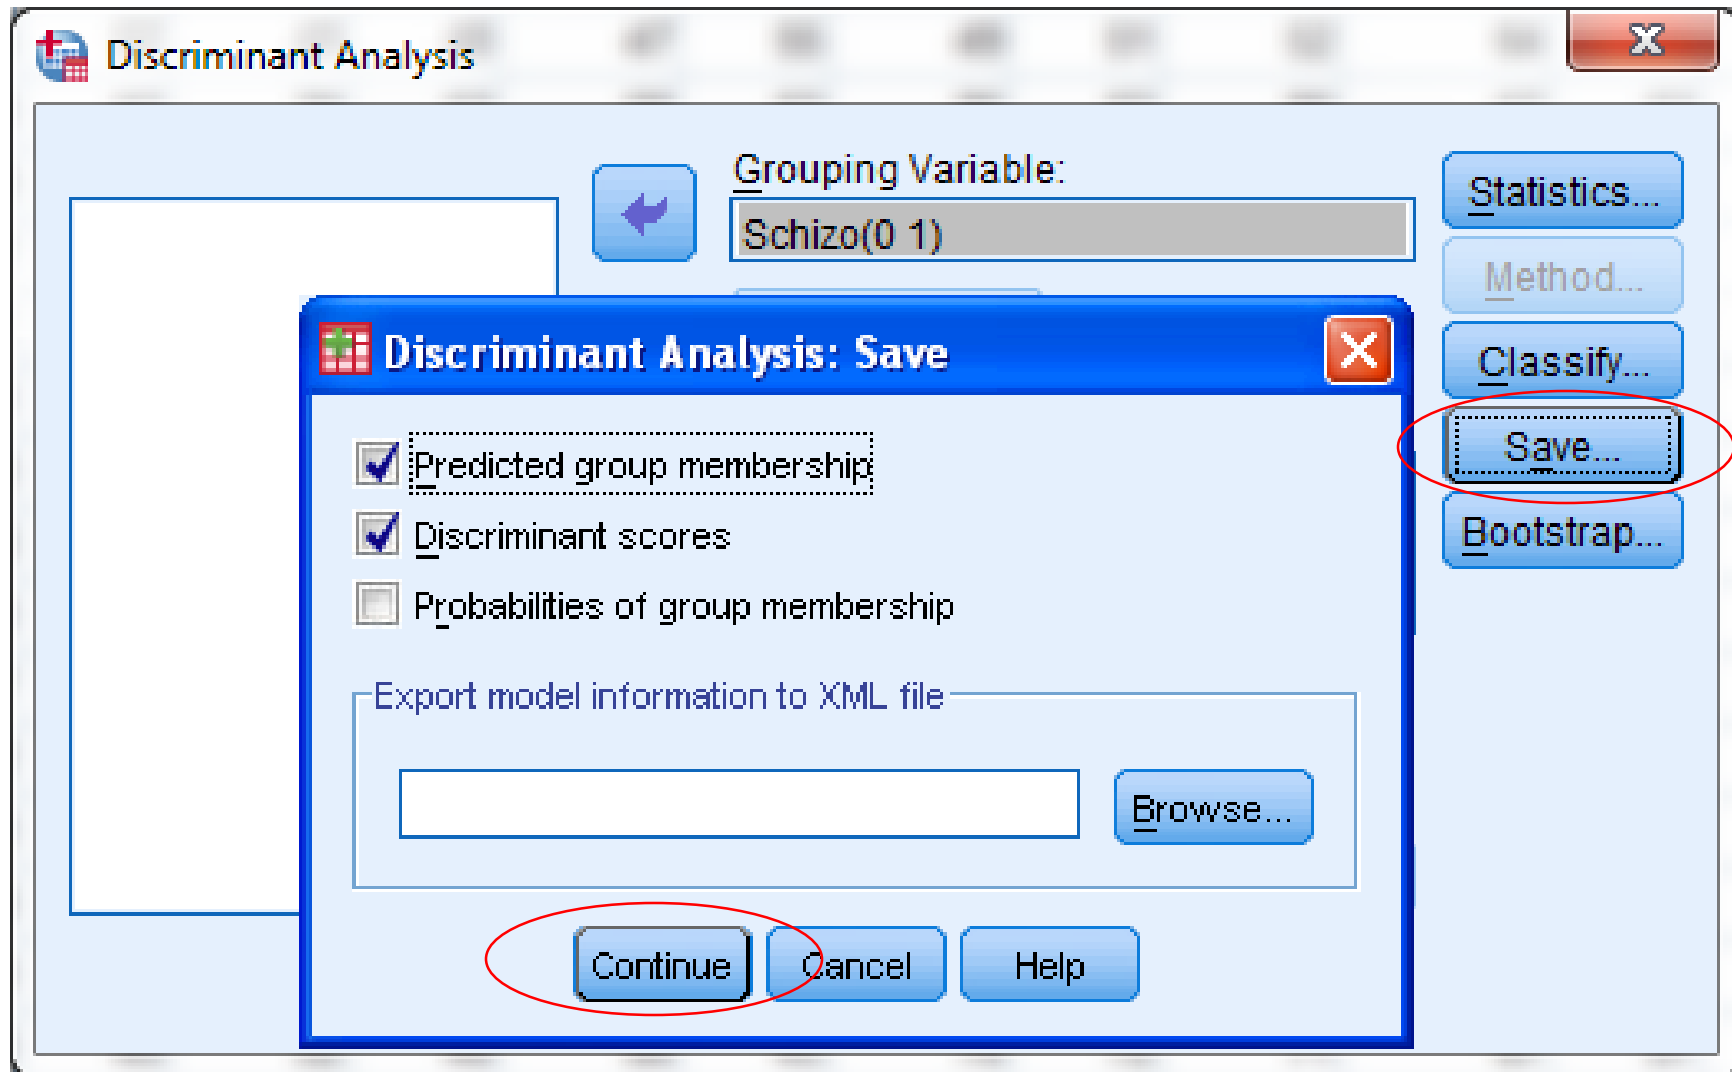 Discriminant Analysis
Grouping Variable:
Schizo(0 1)
Statistics...
Method...
Classify...
Save...
Bootstrap...
Discriminant Analysis: Save
Predicted group membership
Discriminant scores
Probabilities of group membership
Export model information to XML file
Browse...
Continue
Cancel
Help